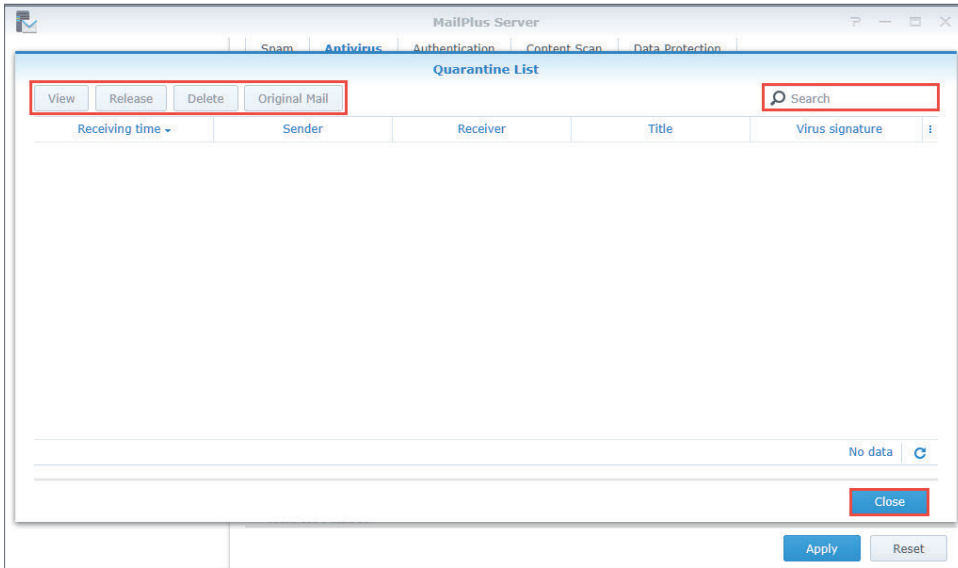 MailPlus Server
Spam Antivirus Authentication Content Scan Data Protection
Quarantine List
View Release Delete Original Mail Search
Receiving time Sender Receiver Title Virus signature
No data
Close
Apply Reset